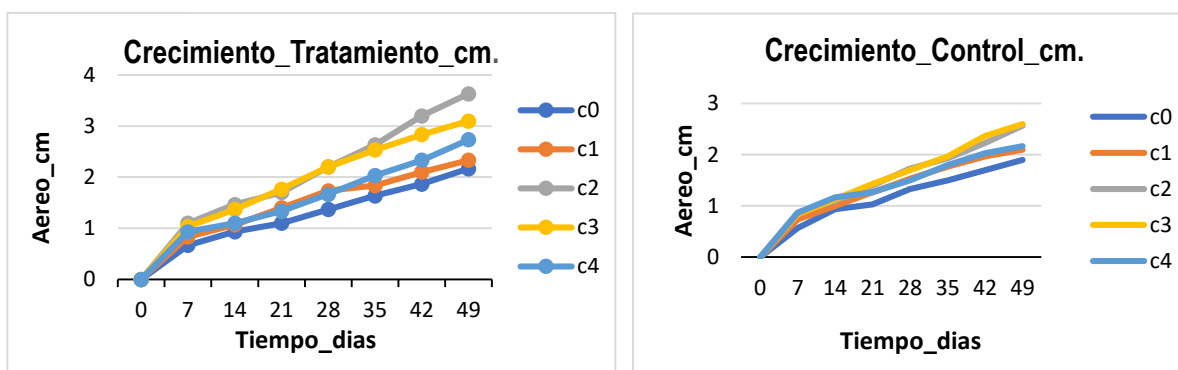 Crecimiento_Tratamiento_cm.
4
3
2
1
0
Aereo_cm
0 7 14 21 28 35 42 49
Tiempo_dias
c0
c1
c2
c3
c4
Crecimiento_Control_cm.
3
2
1
0
Aereo_cm
0 7 14 21 28 35 42 49
Tiempo_dias
c0
c1
c2
c3
c4